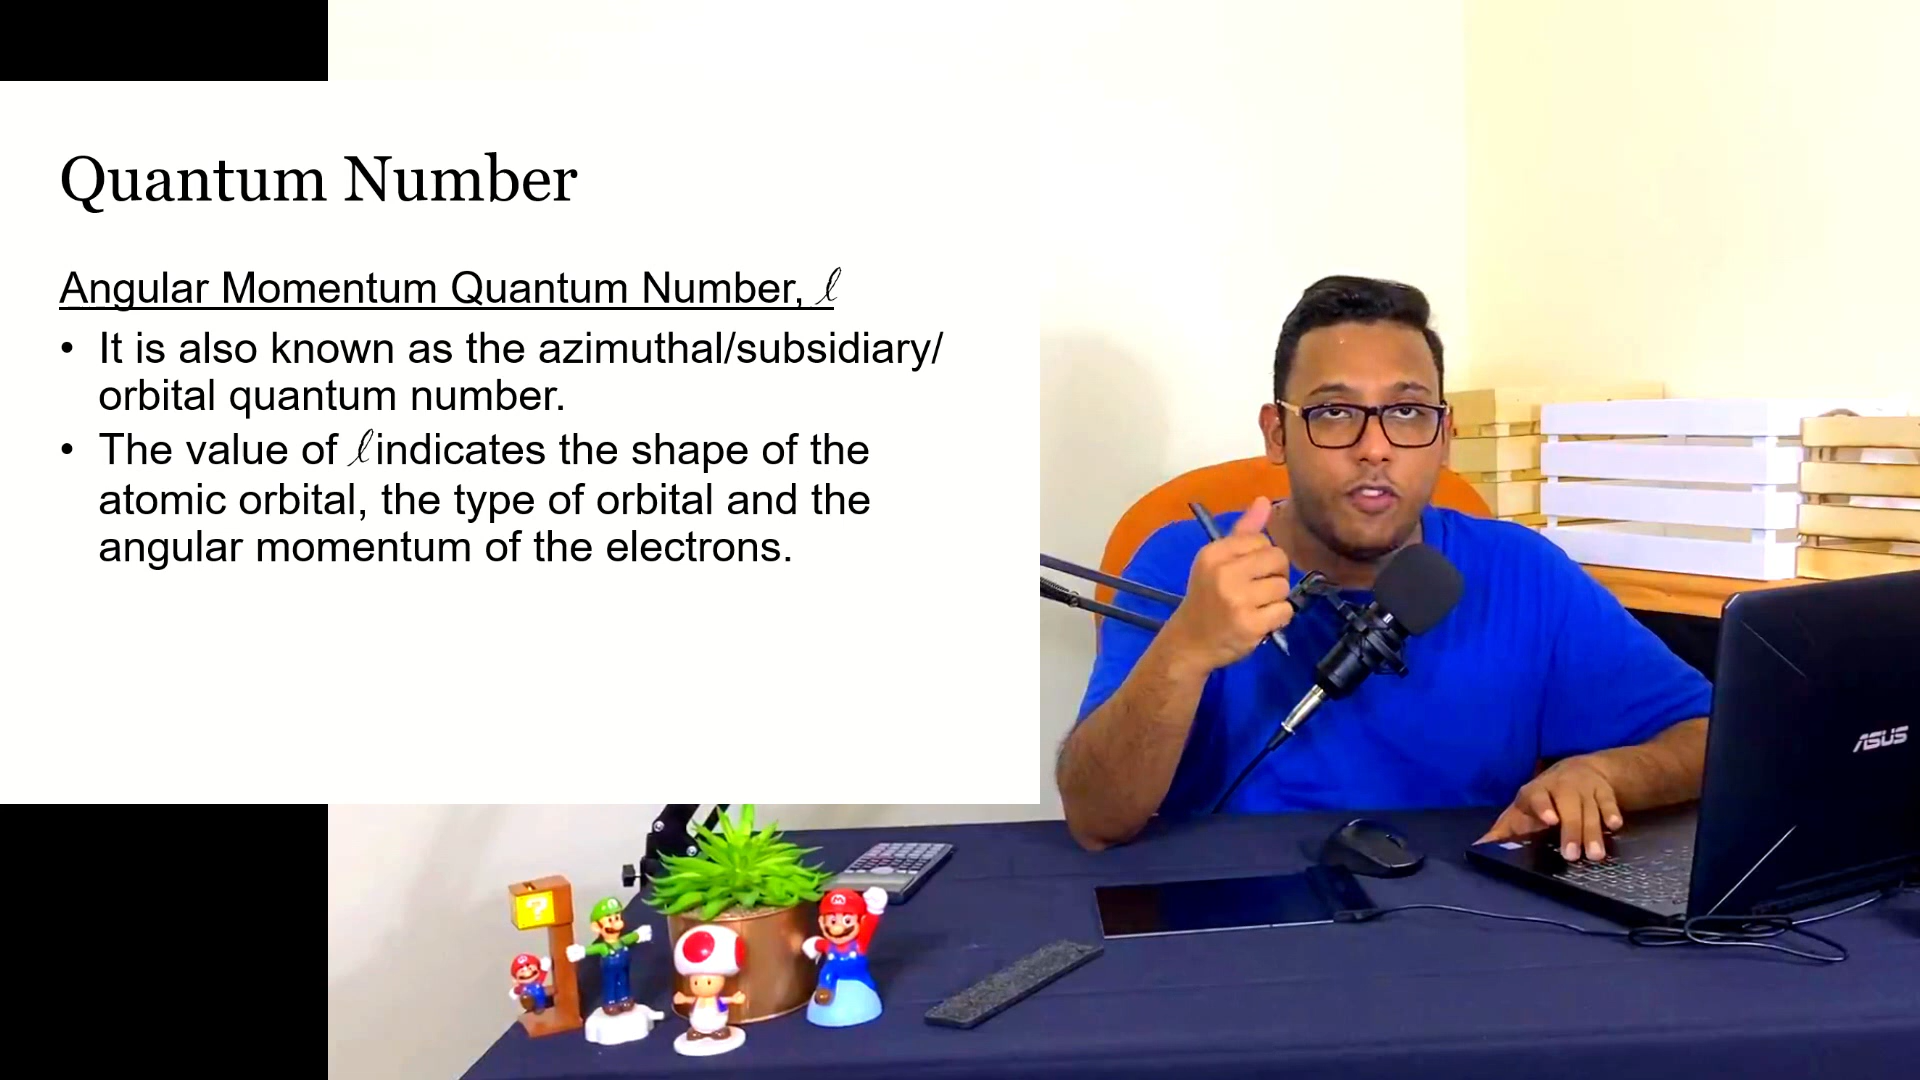 Quantum Number
Angular Momentum Quantum Number, ℓ
• It is also known as the azimuthal/subsidiary/
orbital quantum number.
• The value of ℓ indicates the shape of the
atomic orbital, the type of orbital and the
angular momentum of the electrons.
ASUS
?
M